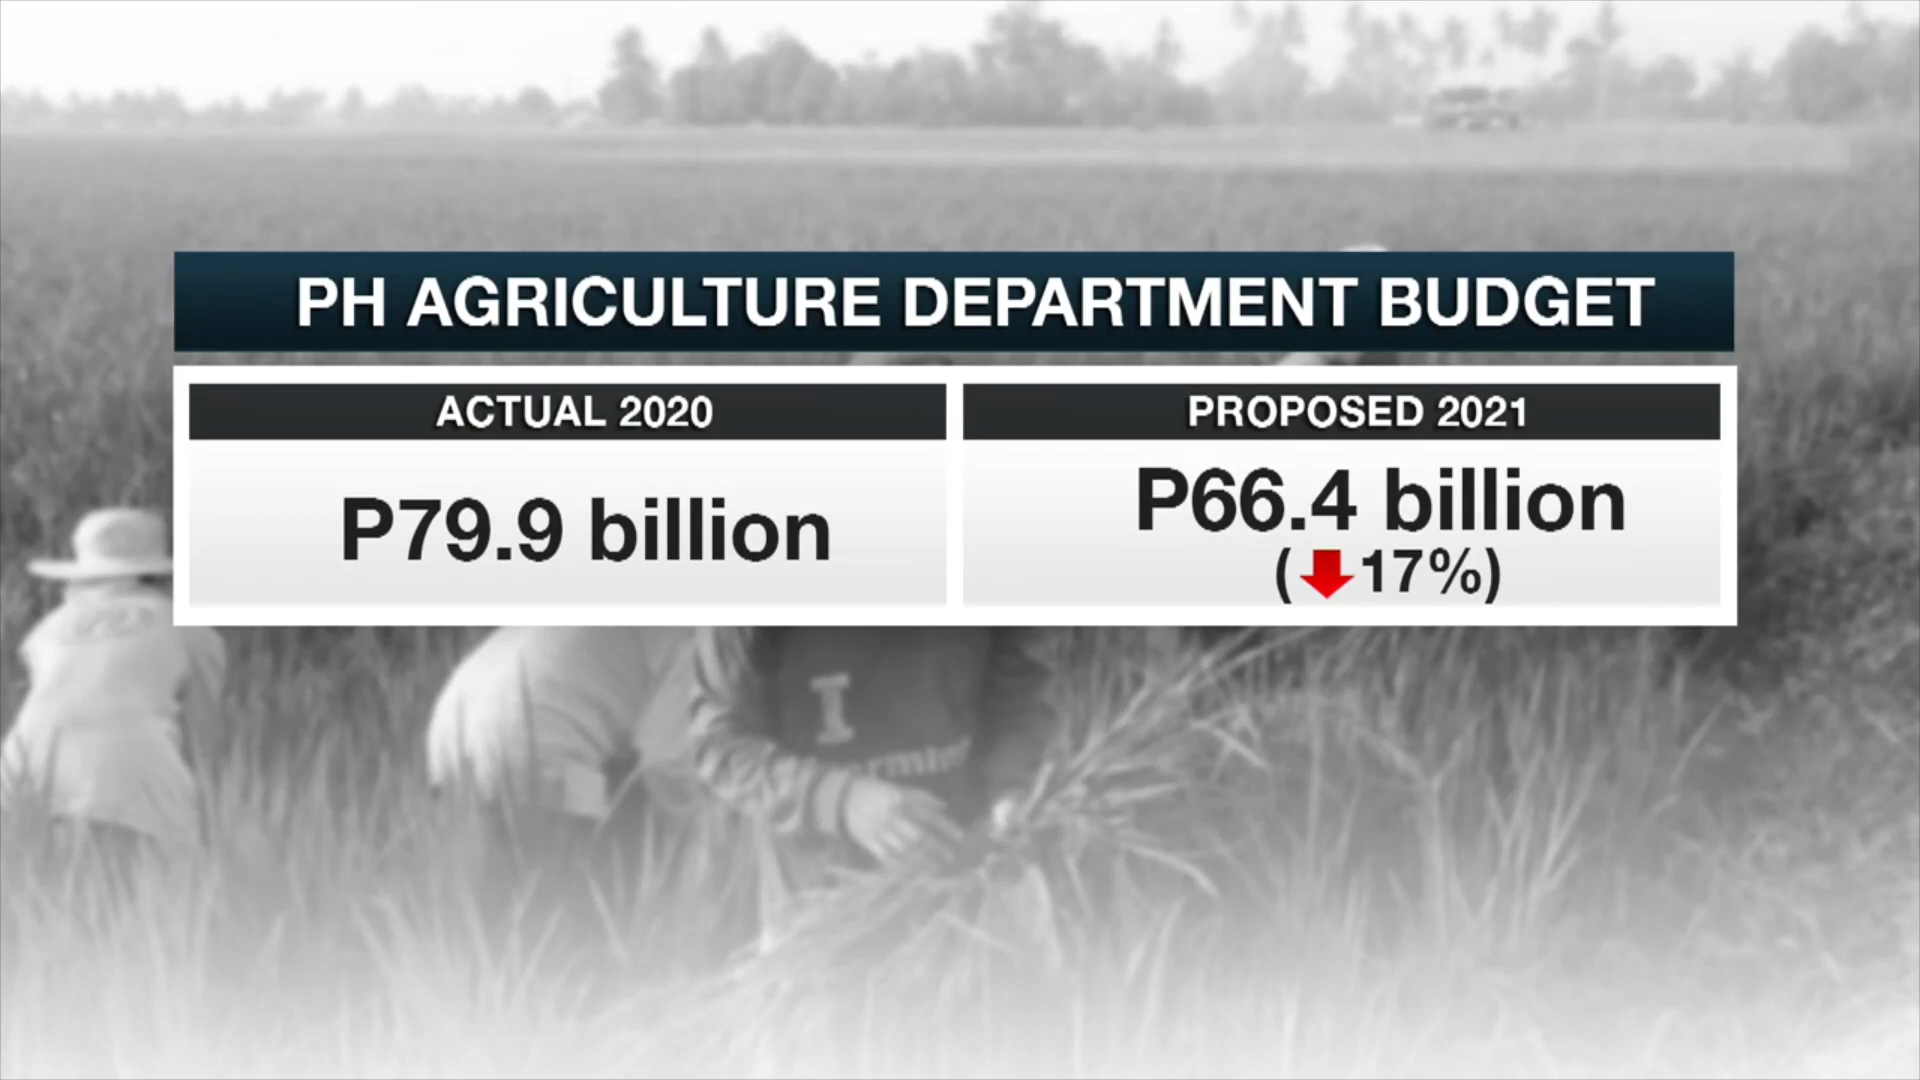 PH AGRICULTURE DEPARTMENT BUDGET
ACTUAL 2020
P79.9 billion
PROPOSED 2021
P66.4 billion
(17%)
I